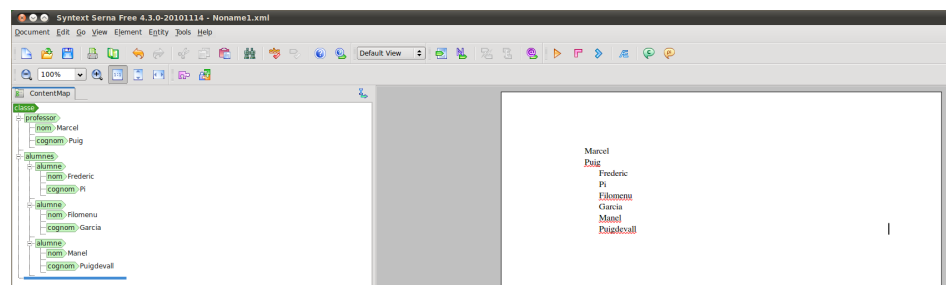 Syntext Serna Free 4.3.0-20101114 - Noname1.xml
Document Edit Go View Element Entity Tools Help
Default View
100%
ContentMap
classe
professor
nom Marcel
cognom Puig
alumnes
alumne
nom Frederic
cognom Pi
alumne
nom Filomenu
cognom Garcia
alumne
nom Manel
cognom Puigdevall
Marcel
Puig
Frederic
Pi
Filomenu
Garcia
Manel
Puigdevall